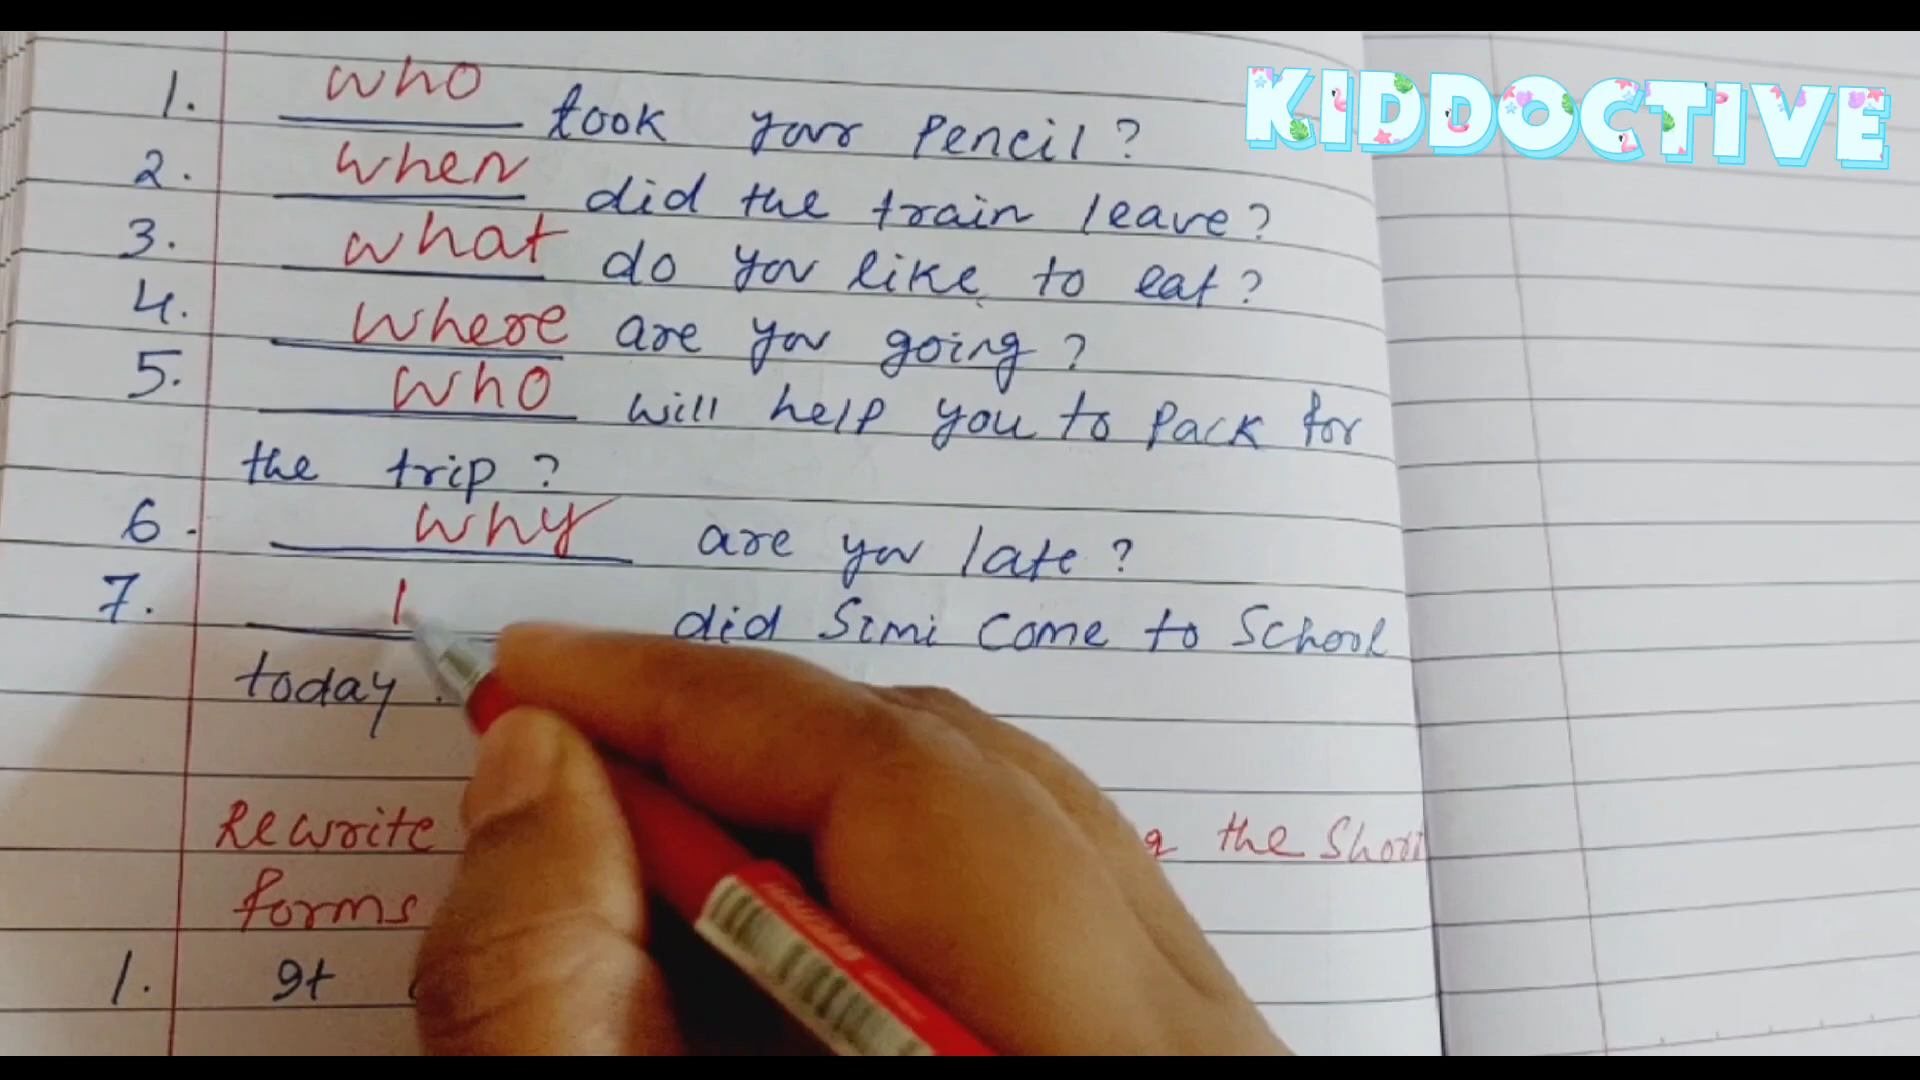 KIDDOCTIVE
1. who took your pencil?
2. when did the train leave?
3. what do you like to eat?
4. where are you going?
5. who will help you to pack for
the trip?
6. why are you late?
7. did Simi come to School
today
Rewrite the Short
forms
1. It